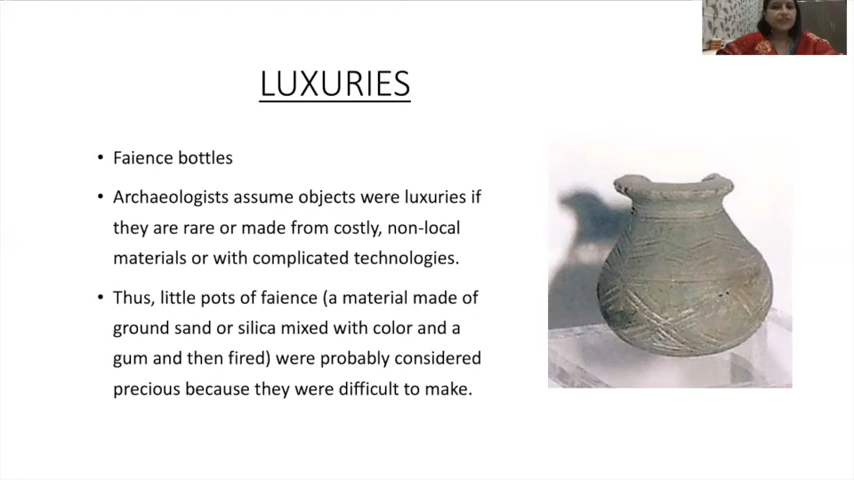 LUXURIES
• Faience bottles
• Archaeologists assume objects were luxuries if
they are rare or made from costly, non-local
materials or with complicated technologies.
• Thus, little pots of faience (a material made of
ground sand or silica mixed with color and a
gum and then fired) were probably considered
precious because they were difficult to make.